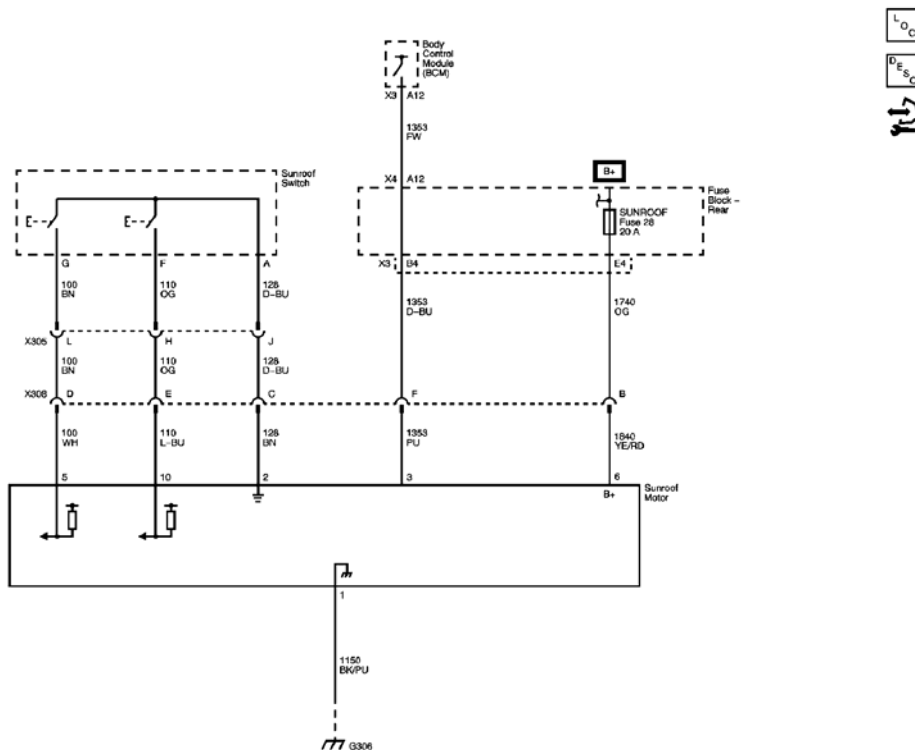 L
O
C
D
E
S
C
Body
Control
Module
(BCM)
X3 A12
1353
FW
Sunroof
Switch
X4 A12
B+
Fuse
Block –
Rear
SUNROOF
Fuse 28
20 A
G F A
X3 B4 E4
100
BN
110
OG
128
D-BU
1353
D-BU
1740
OG
X305 L H J
100
BN
110
OG
128
D-BU
X308 D E C F B
100
WH
110
L-BU
128
BN
1353
PU
1840
YE/RD
5 10 2 3 6
B+
Sunroof
Motor
1
1150
BK/PU
G306